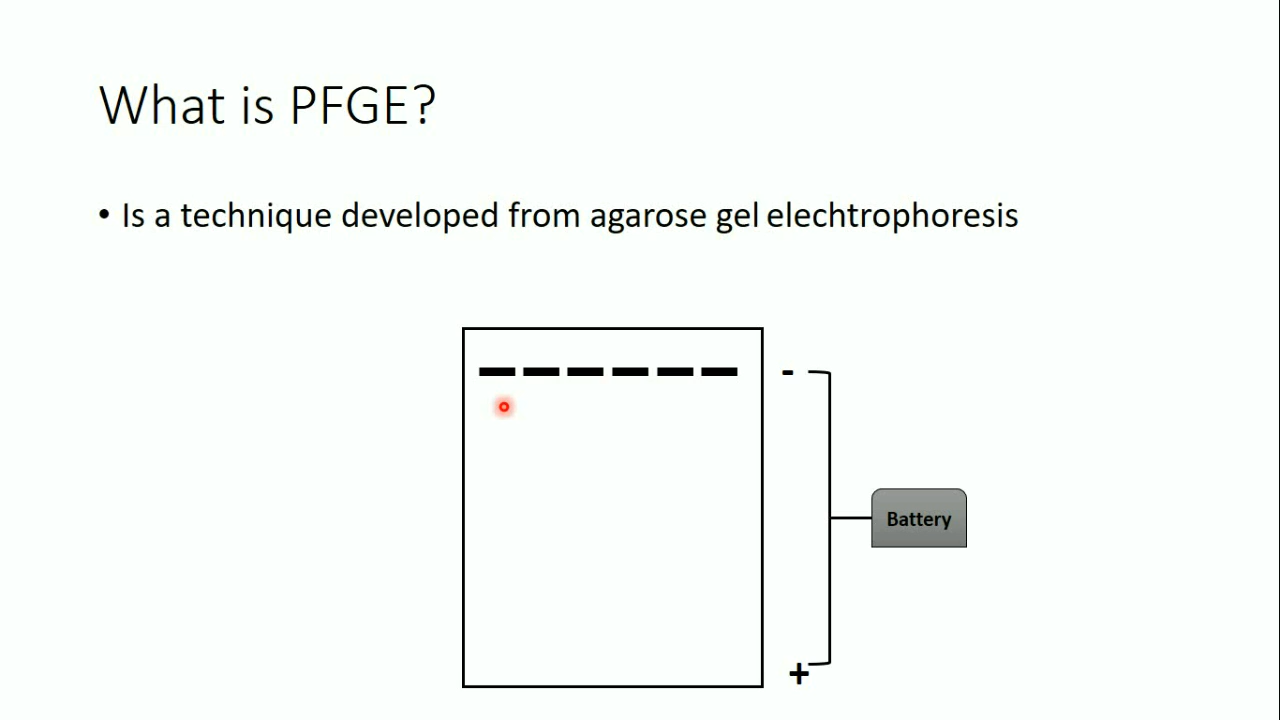 What is PFGE?
• Is a technique developed from agarose gel elechtrophoresis
-
Battery
+